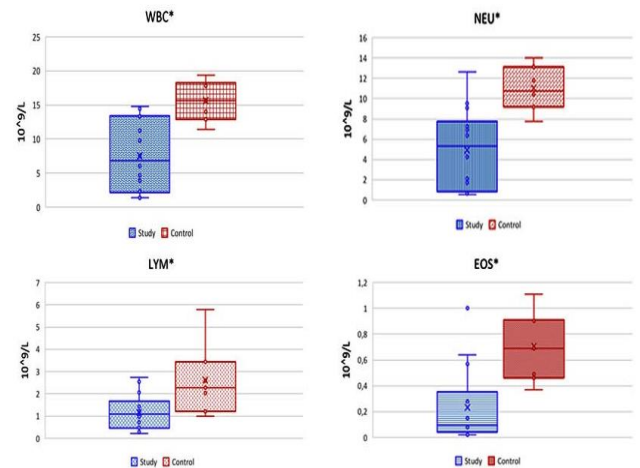 WBC*
25
20
15
10
5
0
10^9/L
Study Control
NEU*
16
14
12
10
8
6
4
2
0
10^9/L
Study Control
LYM*
7
6
5
4
3
2
1
0
10^9/L
Study Control
EOS*
1,2
1
0,8
0,6
0,4
0,2
0
10^9/L
Study Control